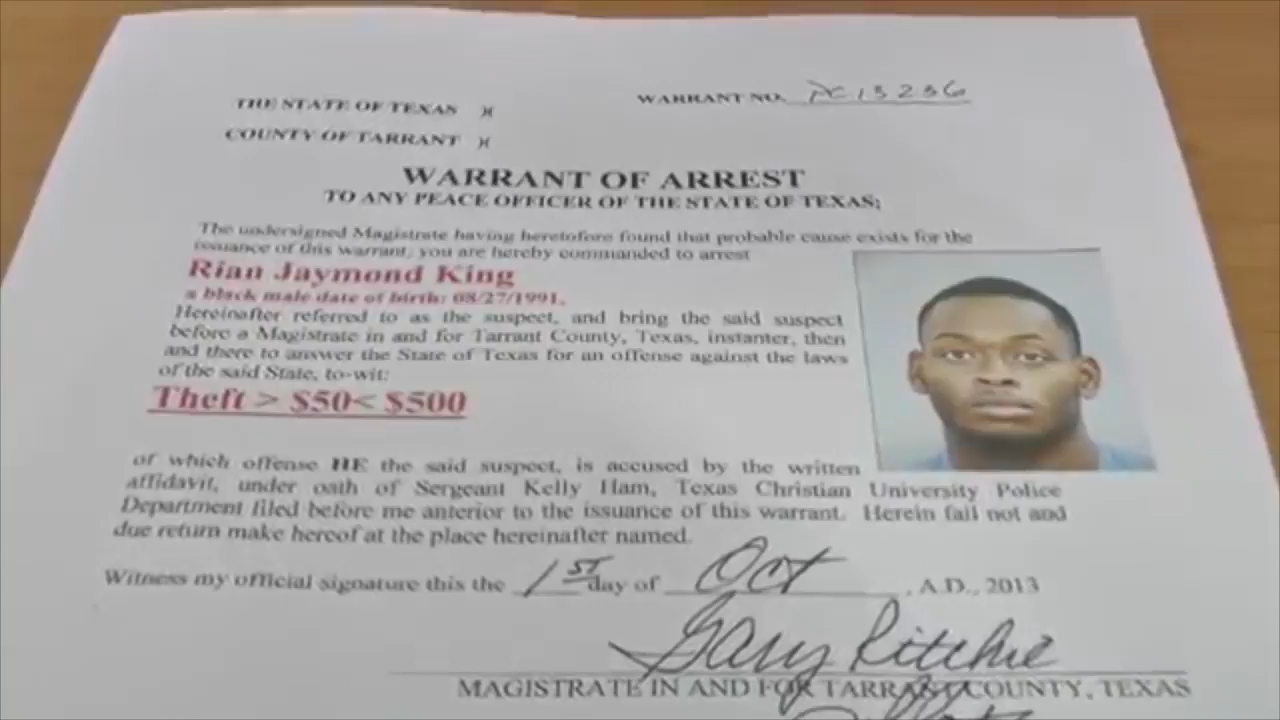 THE STATE OF TEXAS )(
WARRANT NO.
COUNTY OF TARRANT )(
WARRANT OF ARREST
TO ANY PEACE OFFICER OF THE STATE OF TEXAS;
The undersigned Magistrate having heretofore found that probable cause exists for the
issuance of this warrant; you are hereby commanded to arrest
Rian Jaymond King
a black male date of birth: 08/27/1991,
Hereinafter referred to as the suspect, and bring the said suspect
before a Magistrate in and for Tarrant County, Texas, instanter, then
and there to answer the State of Texas for an offense against the laws
of the said State, to-wit:
Theft > $50< $500
of which offense HE the said suspect, is accused by the written
affidavit, under oath of Sergeant Kelly Ham, Texas Christian University Police
Department filed before me anterior to the issuance of this warrant. Herein fail not and
due return make hereof at the place hereinafter named.
Witness my official signature this the 1ST day of Oct, A.D., 2013
Gary Ritchie
MAGISTRATE IN AND FOR TARRANT COUNTY, TEXAS